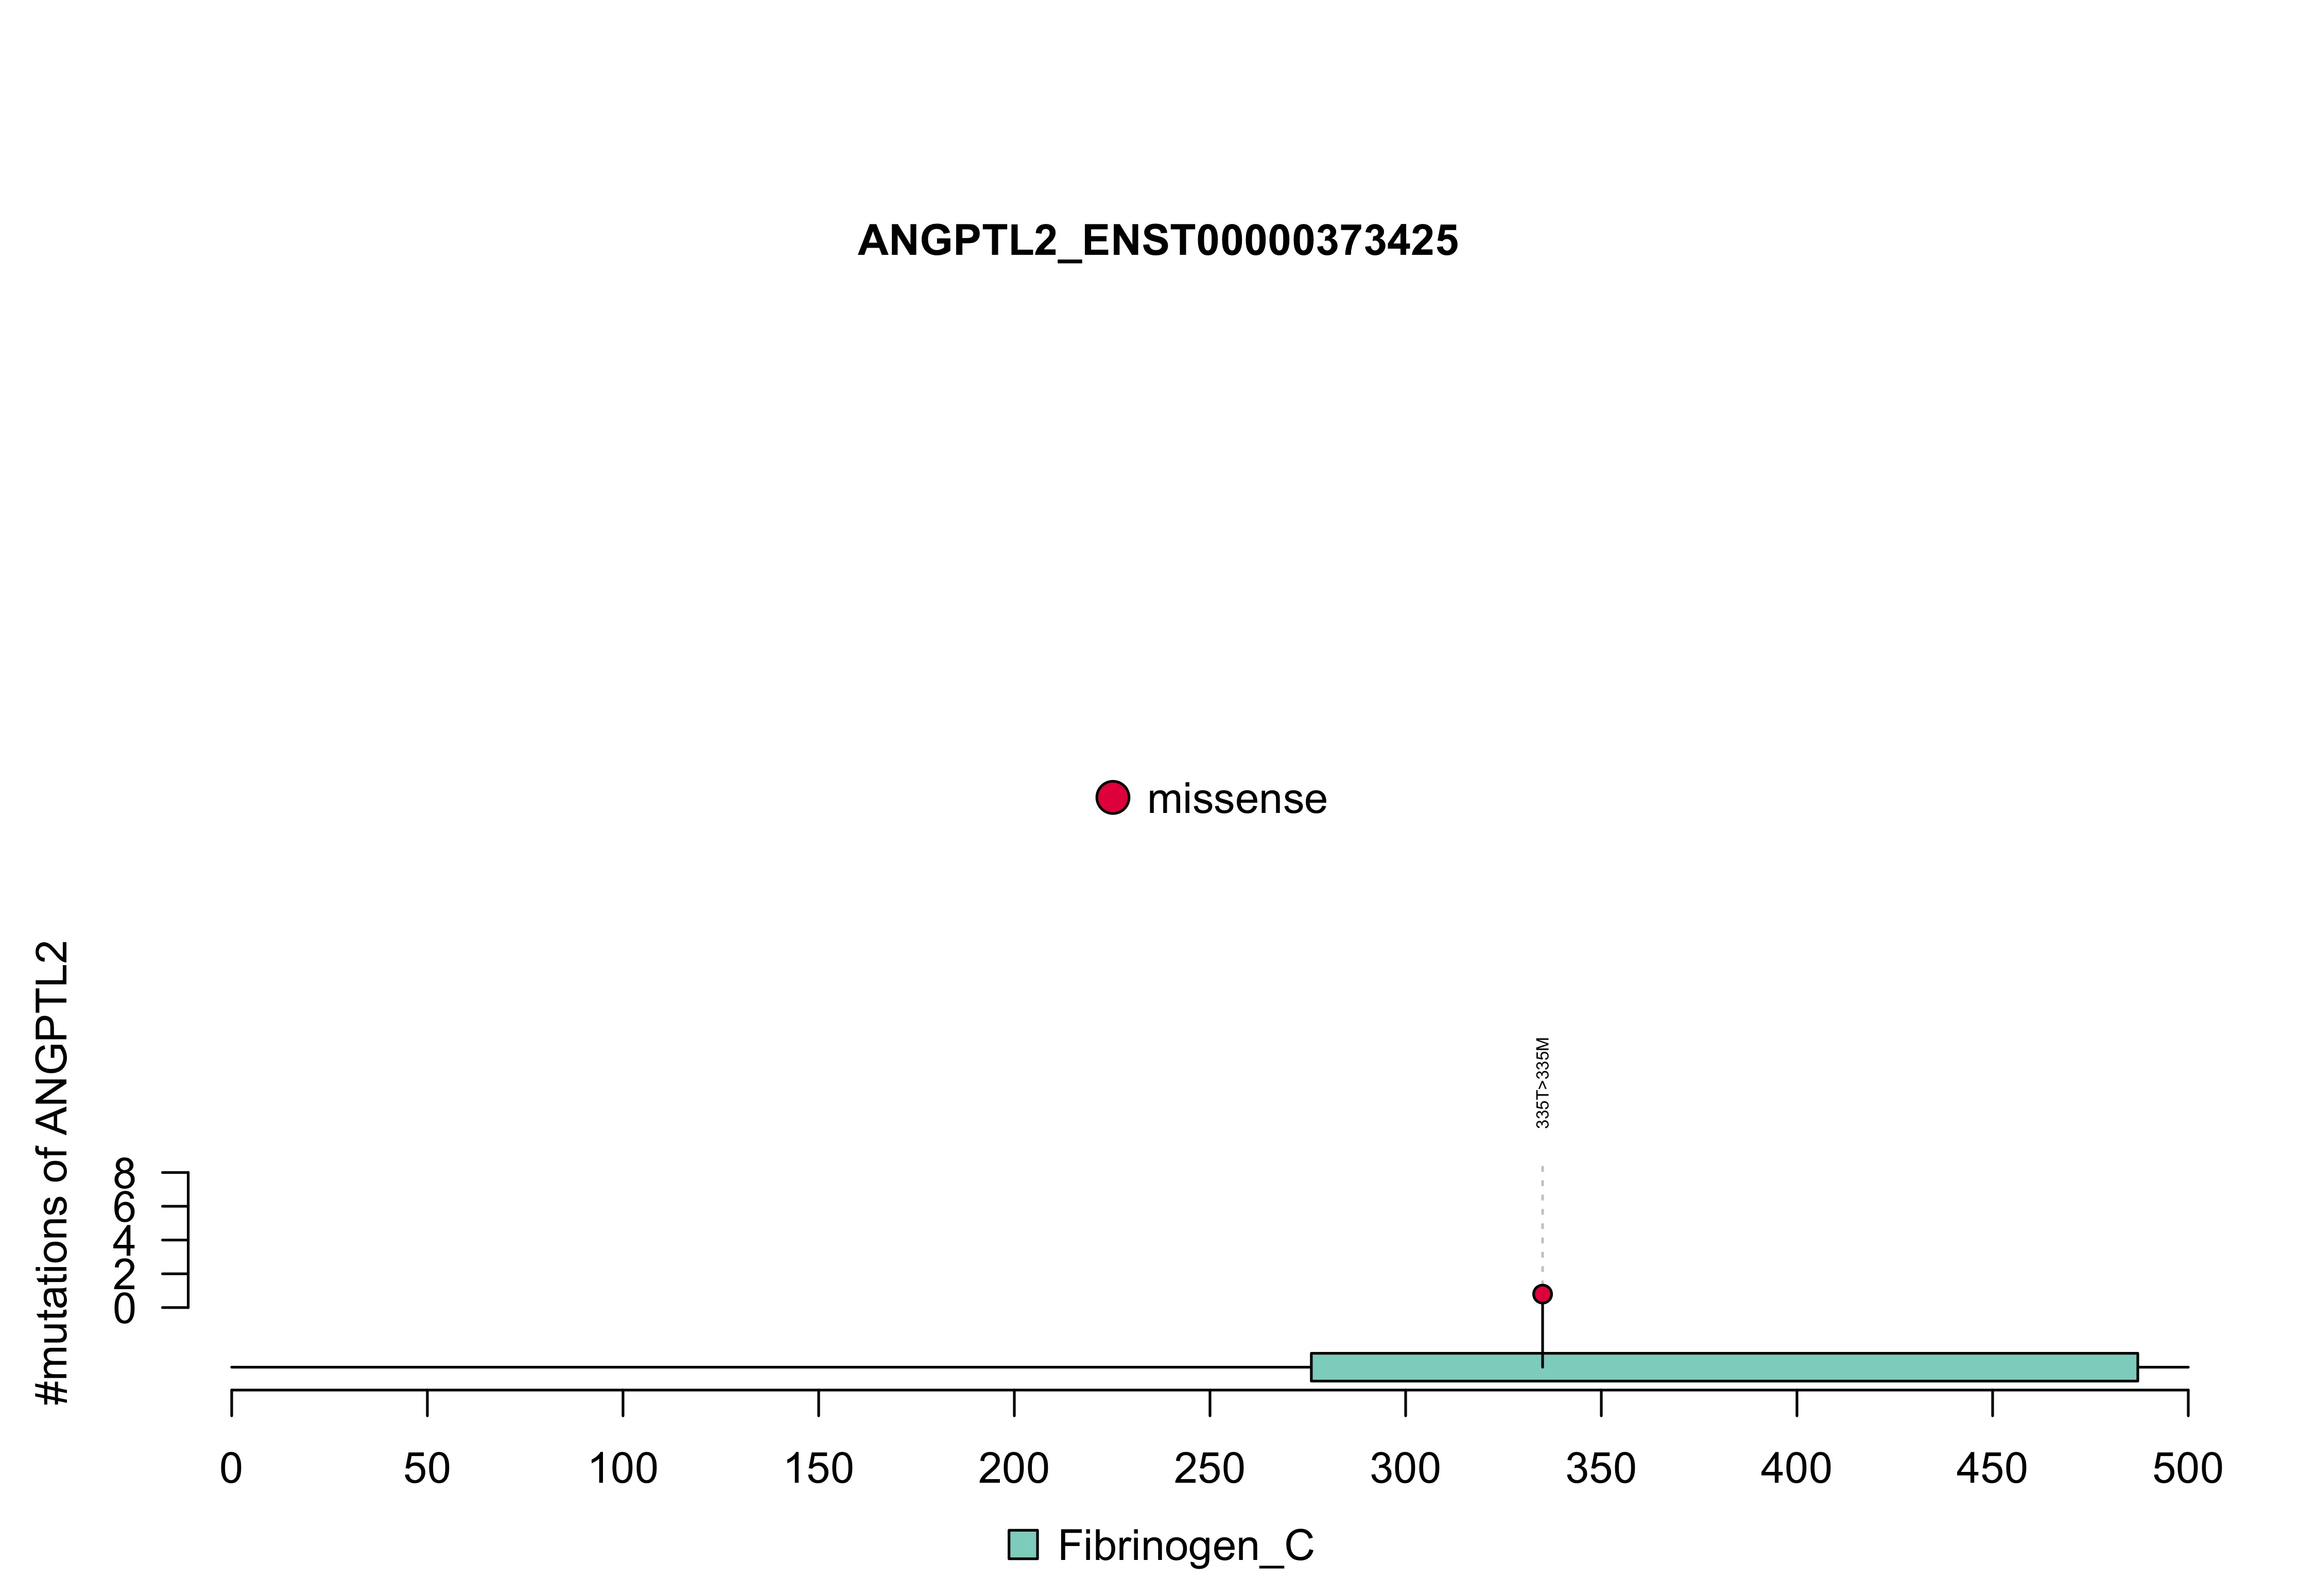 ANGPTL2_ENST00000373425
missense
#mutations of ANGPTL2
335T>335M
8
6
4
2
0
0 50 100 150 200 250 300 350 400 450 500
Fibrinogen_C